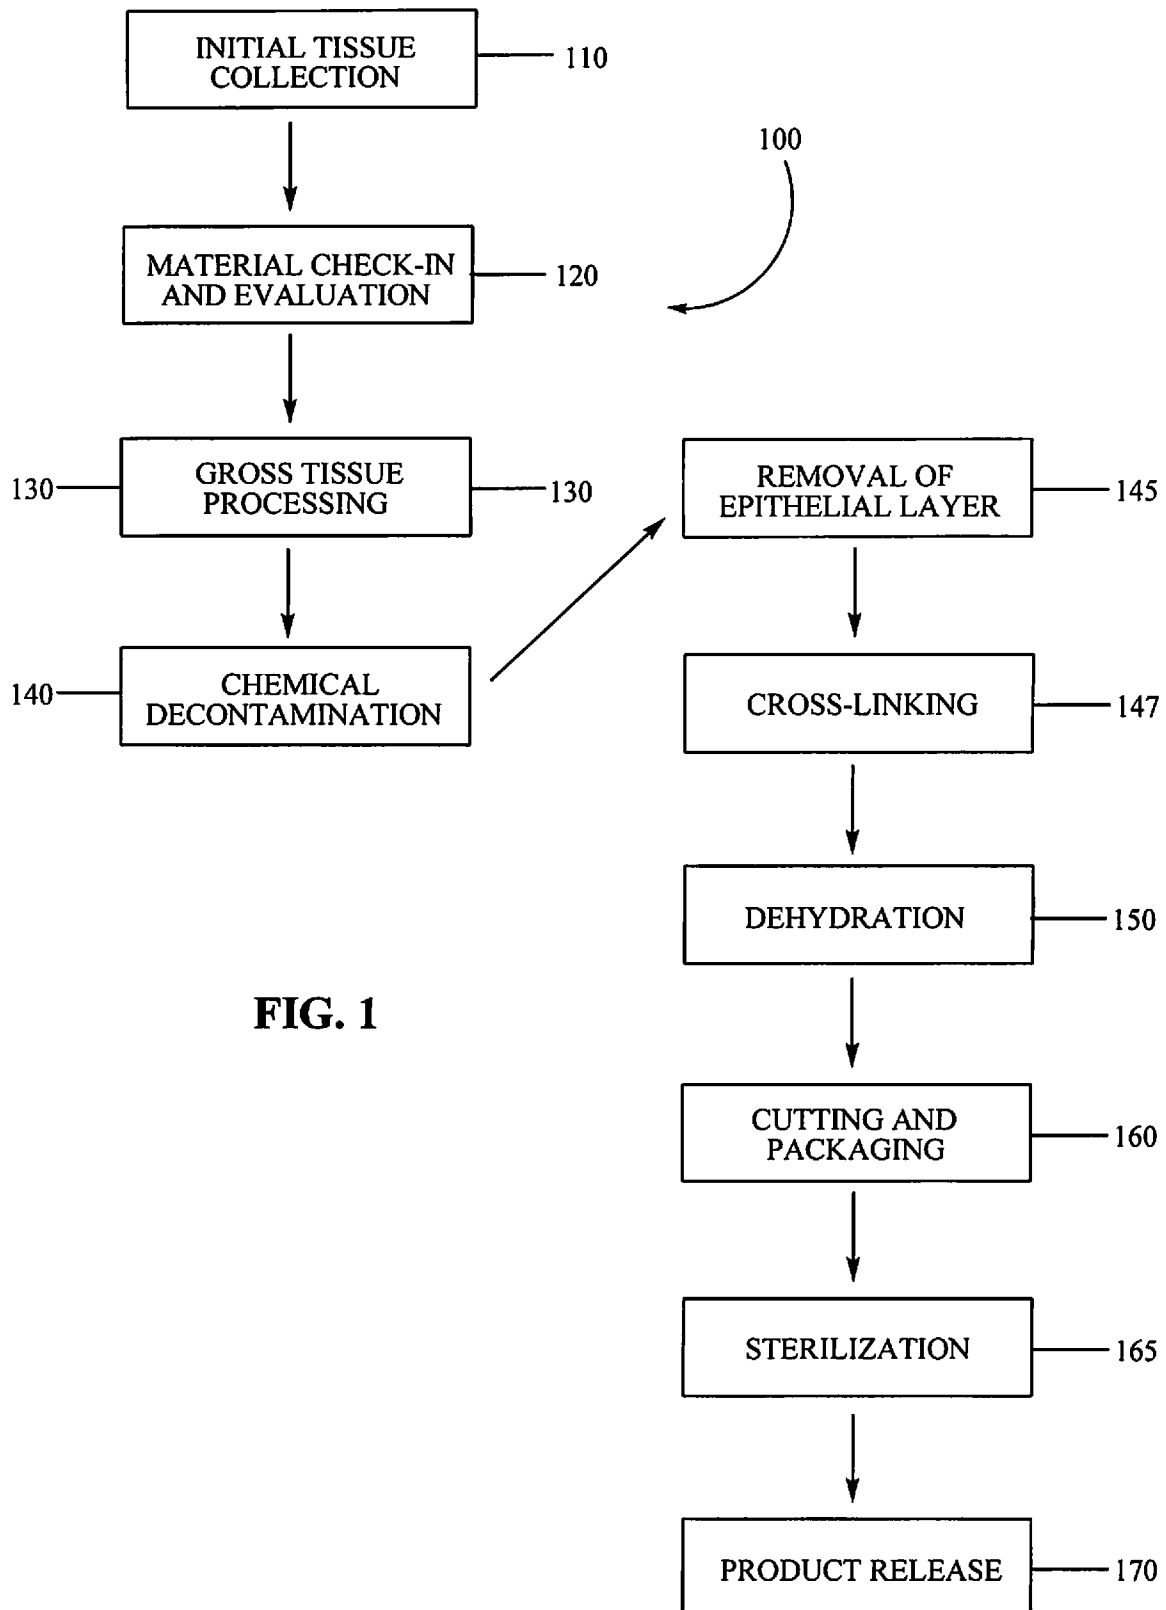 INITIAL TISSUE
COLLECTION
110
100
MATERIAL CHECK-IN
AND EVALUATION
120
130
GROSS TISSUE
PROCESSING
130
140
CHEMICAL
DECONTAMINATION
REMOVAL OF
EPITHELIAL LAYER
145
CROSS-LINKING
147
DEHYDRATION
150
FIG. 1
CUTTING AND
PACKAGING
160
STERILIZATION
165
PRODUCT RELEASE
170